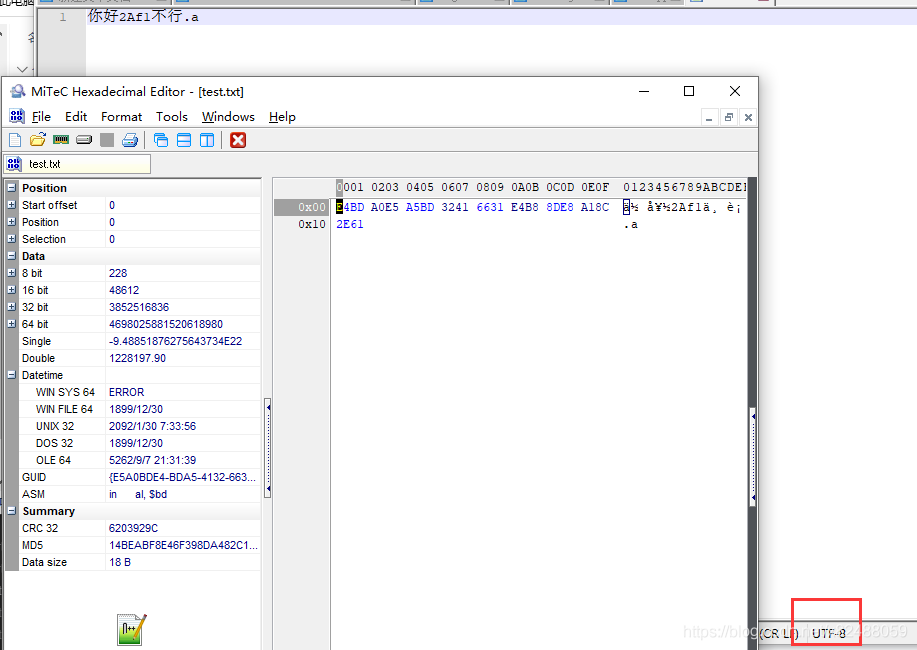 1 你好2Af1不行.a
MiTeC Hexadecimal Editor - [test.txt]
File Edit Format Tools Windows Help
test.txt
Position
Start offset 0
Position 0
Selection 0
Data
8 bit 228
16 bit 48612
32 bit 3852516836
64 bit 4698025881520618980
Single -9.48851876275643734E22
Double 1228197.90
Datetime
WIN SYS 64 ERROR
WIN FILE 64 1899/12/30
UNIX 32 2092/1/30 7:33:56
DOS 32 1899/12/30
OLE 64 5262/9/7 21:31:39
GUID {E5A0BDE4-BDA5-4132-663...
ASM in al, $bd
Summary
CRC 32 6203929C
MD5 14BEABF8E46F398DA482C1...
Data size 18 B
0001 0203 0405 0607 0809 0A0B 0C0D 0E0F 0123456789ABCDEF
0x00 E4BD A0E5 A5BD 3241 6631 E4B8 8DE8 A18C ä½ å¥½2Af1ä¸ è¡
0x10 2E61 .a
(CR LF) UTF-8